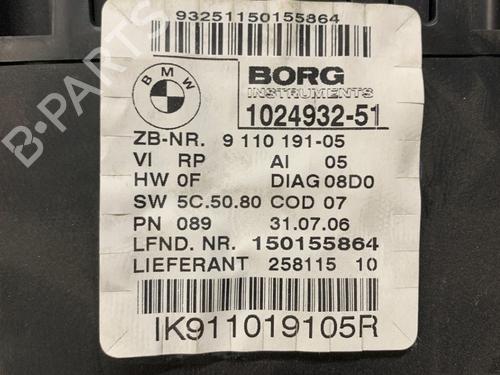 93251150155864
BMW
BORG
INSTRUMENTS
1024932-51
ZB-NR. 9 110 191-05
VI RP AI 05
HW 0F DIAG 08D0
SW 5C.50.80 COD 07
PN 089 31.07.06
LFND. NR. 150155864
LIEFERANT 258115 10
IK911019105R
B-PARTS